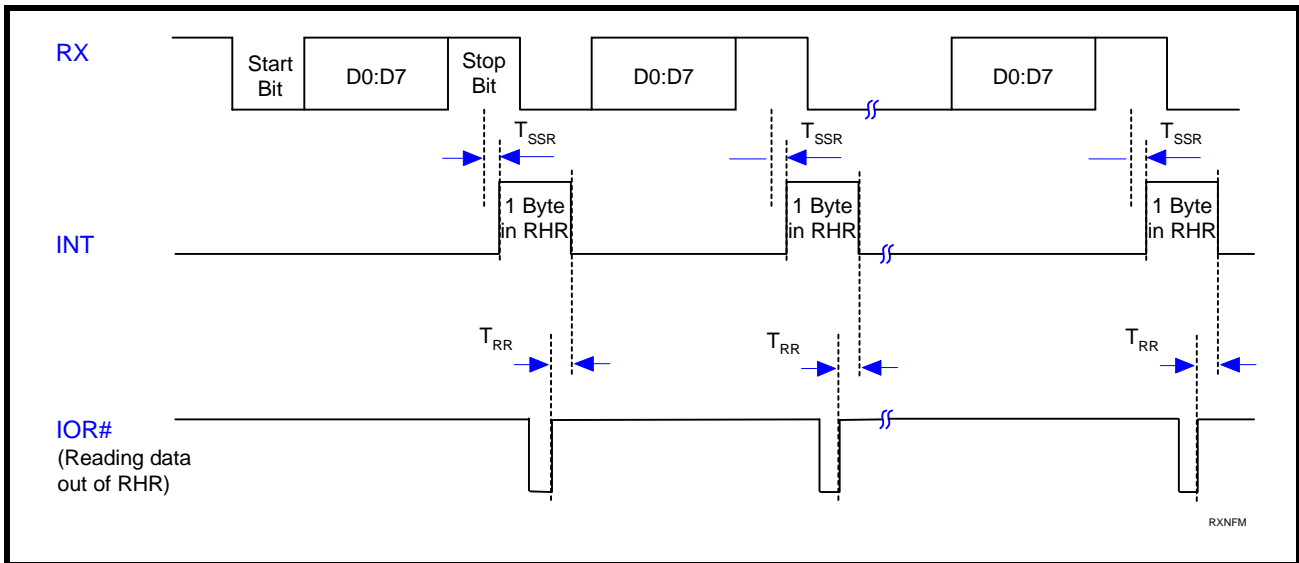 RX
Start
Bit
D0:D7
Stop
Bit
D0:D7
D0:D7
TSSR
TSSR
TSSR
INT
1 Byte
in RHR
1 Byte
in RHR
1 Byte
in RHR
TRR
TRR
TRR
IOR#
(Reading data
out of RHR)
RXNFM